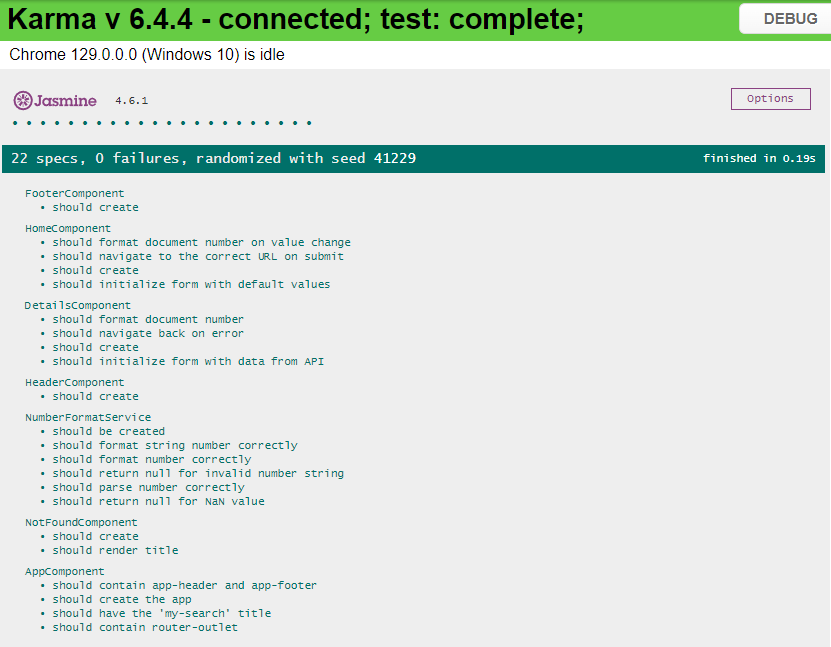 Karma v 6.4.4 - connected; test: complete;
DEBUG
Chrome 129.0.0.0 (Windows 10) is idle
Jasmine 4.6.1
Options
22 specs, 0 failures, randomized with seed 41229
finished in 0.19s
FooterComponent
• should create
HomeComponent
• should format document number on value change
• should navigate to the correct URL on submit
• should create
• should initialize form with default values
DetailsComponent
• should format document number
• should navigate back on error
• should create
• should initialize form with data from API
HeaderComponent
• should create
NumberFormatService
• should be created
• should format string number correctly
• should format number correctly
• should return null for invalid number string
• should parse number correctly
• should return null for NaN value
NotFoundComponent
• should create
• should render title
AppComponent
• should contain app-header and app-footer
• should create the app
• should have the 'my-search' title
• should contain router-outlet